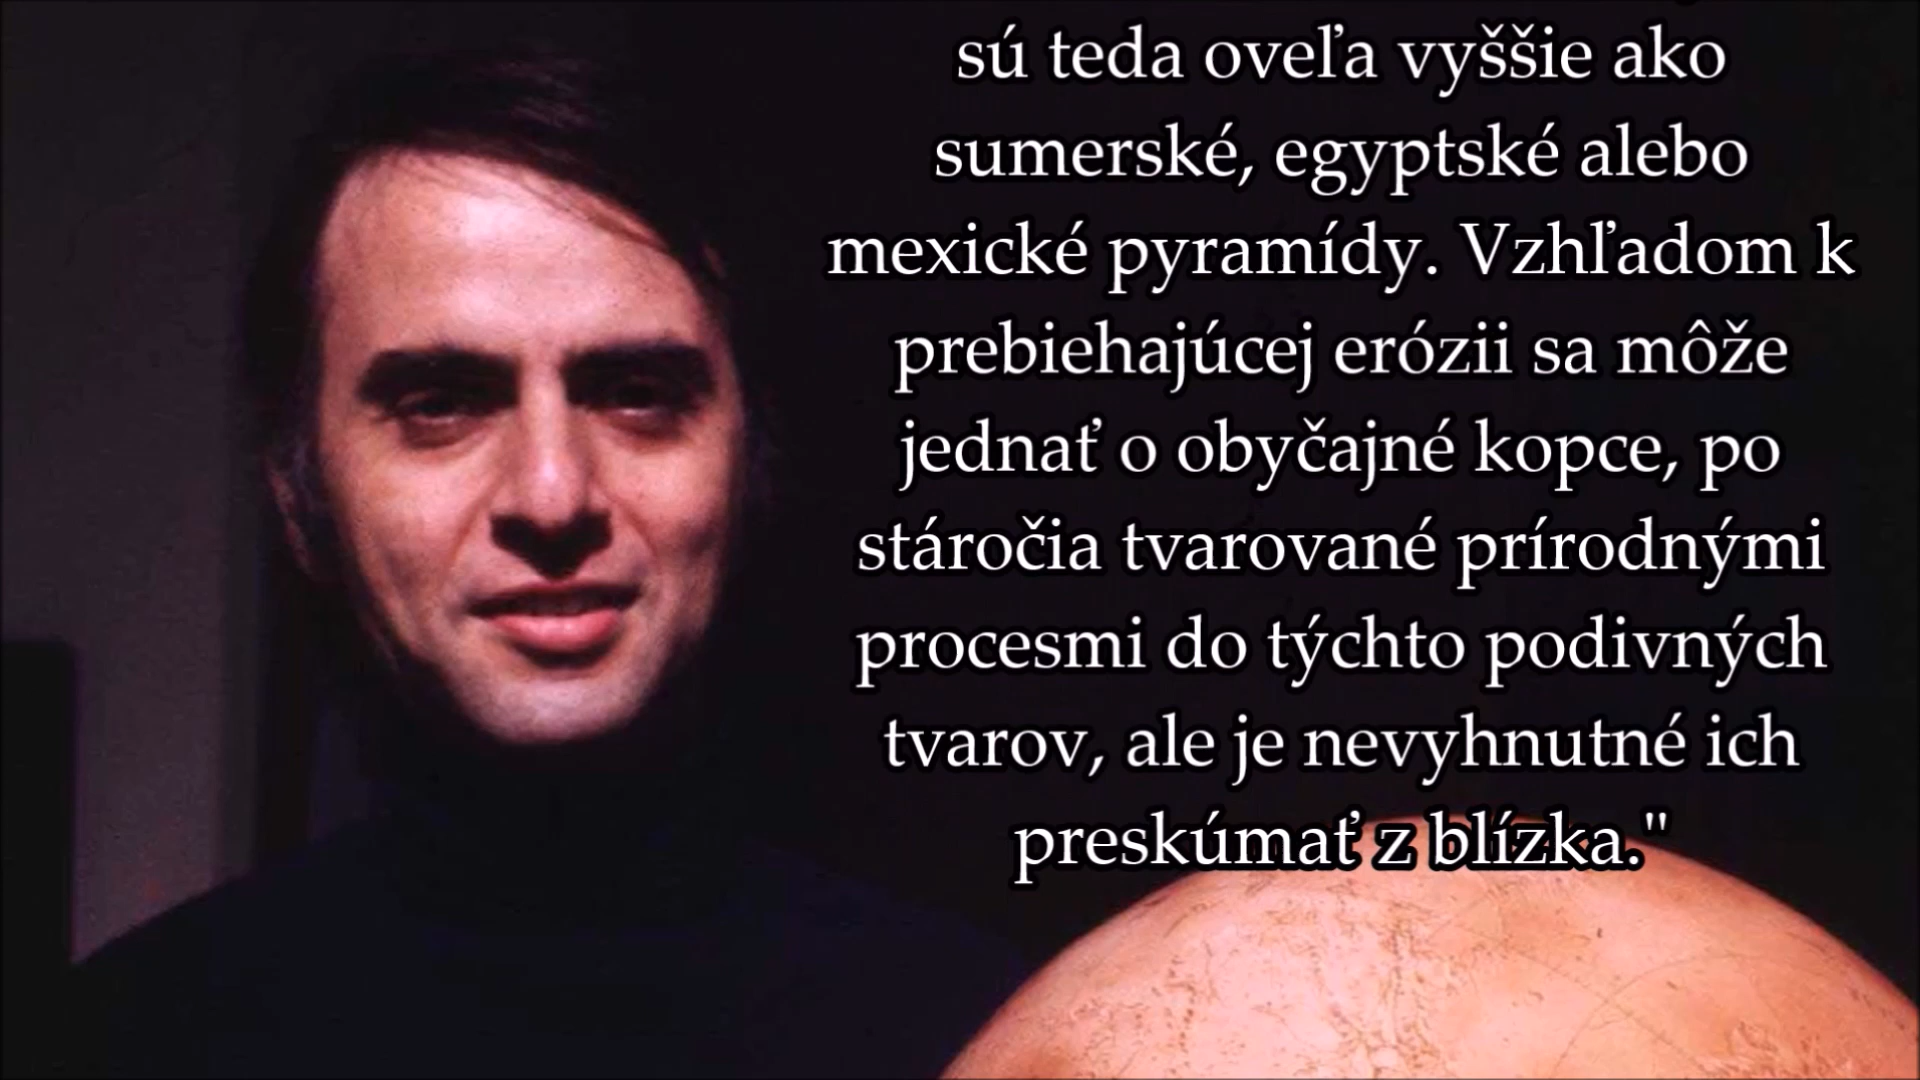 sú teda oveľa vyššie ako
sumerské, egyptské alebo
mexické pyramídy. Vzhľadom k
prebiehajúcej erózii sa môže
jednať o obyčajné kopce, po
stáročia tvarované prírodnými
procesmi do týchto podivných
tvarov, ale je nevyhnutné ich
preskúmať z blízka."